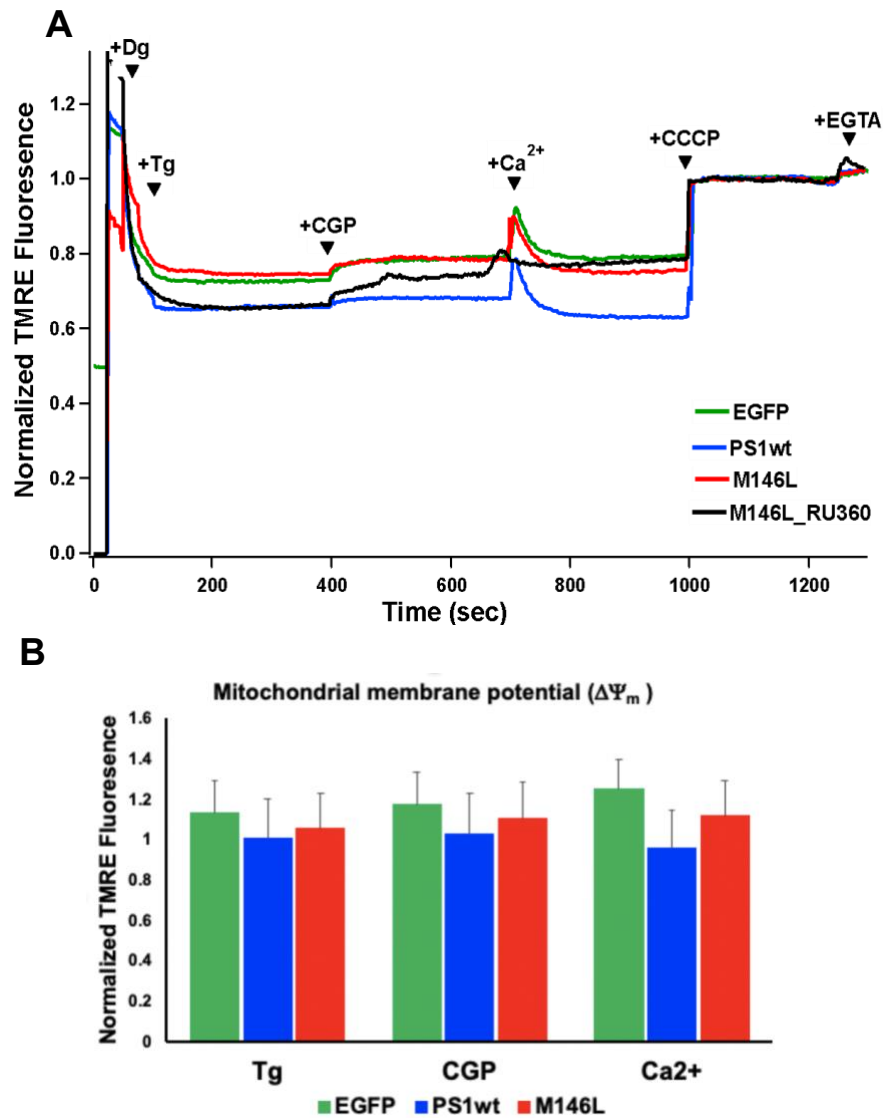 A
+Dg
+Tg
+CGP
+Ca²⁺
+CCCP
+EGTA
Normalized TMRE Fluoresence
1.2
1.0
0.8
0.6
0.4
0.2
0.0
EGFP
PS1wt
M146L
M146L_RU360
0 200 400 600 800 1000 1200
Time (sec)
B
Mitochondrial membrane potential (ΔΨm )
Normalized TMRE Fluoresence
1.6
1.4
1.2
1
0.8
0.6
0.4
0.2
0
Tg CGP Ca2+
EGFP PS1wt M146L